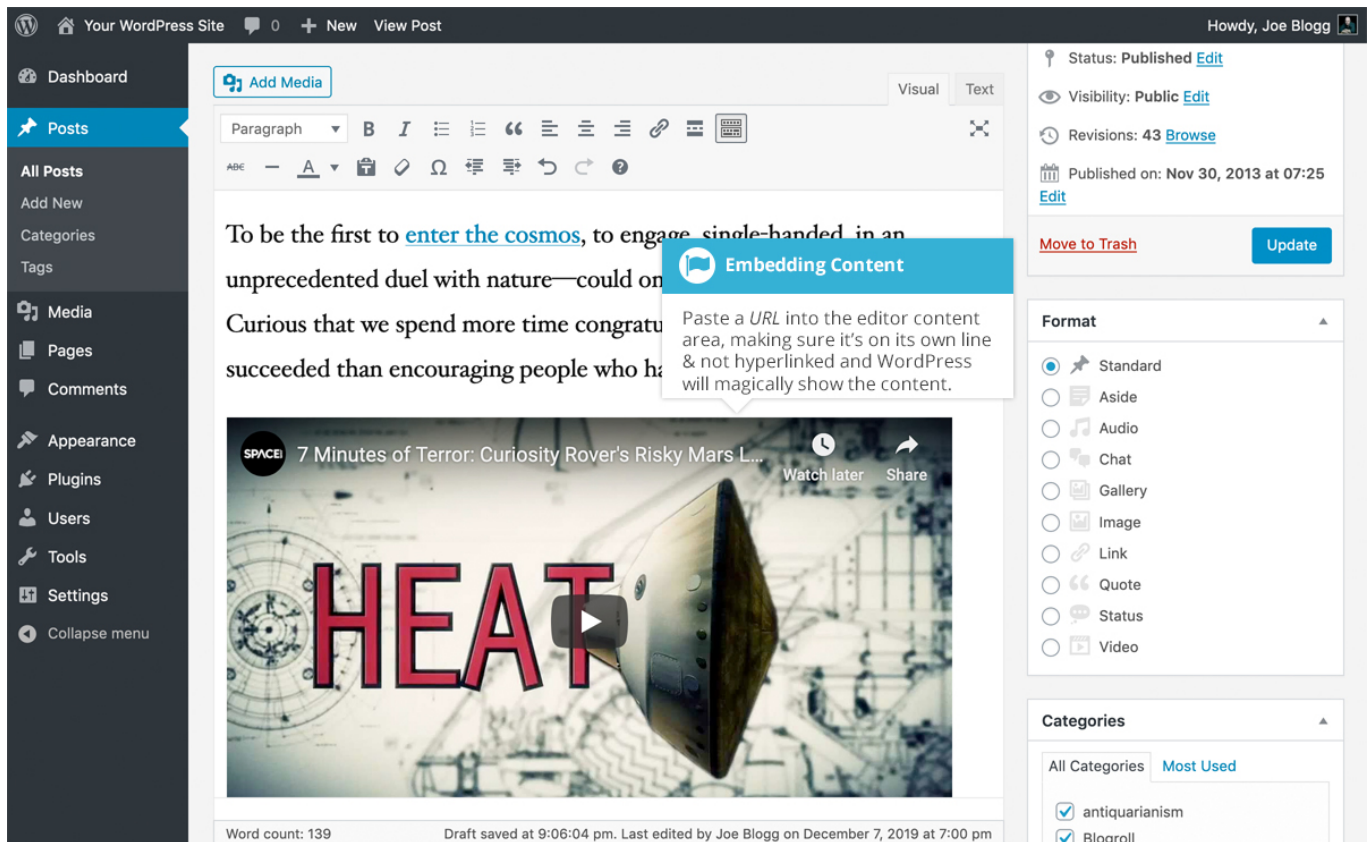 Your WordPress Site 0 + New View Post
Howdy, Joe Blogg
Dashboard
Posts
All Posts
Add New
Categories
Tags
Media
Pages
Comments
Appearance
Plugins
Users
Tools
Settings
Collapse menu
Add Media
Visual Text
Paragraph B I
ABE A Ω
To be the first to enter the cosmos, to engage, single-handed, in an
unprecedented duel with nature—could on
Curious that we spend more time congratu
succeeded than encouraging people who ha
Embedding Content
Paste a URL into the editor content
area, making sure it's on its own line
& not hyperlinked and WordPress
will magically show the content.
SPACE 7 Minutes of Terror: Curiosity Rover's Risky Mars L...
Watch later Share
HEAT
Word count: 139 Draft saved at 9:06:04 pm. Last edited by Joe Blogg on December 7, 2019 at 7:00 pm
Status: Published Edit
Visibility: Public Edit
Revisions: 43 Browse
Published on: Nov 30, 2013 at 07:25
Edit
Move to Trash Update
Format
Standard
Aside
Audio
Chat
Gallery
Image
Link
Quote
Status
Video
Categories
All Categories Most Used
antiquarianism
Blogroll